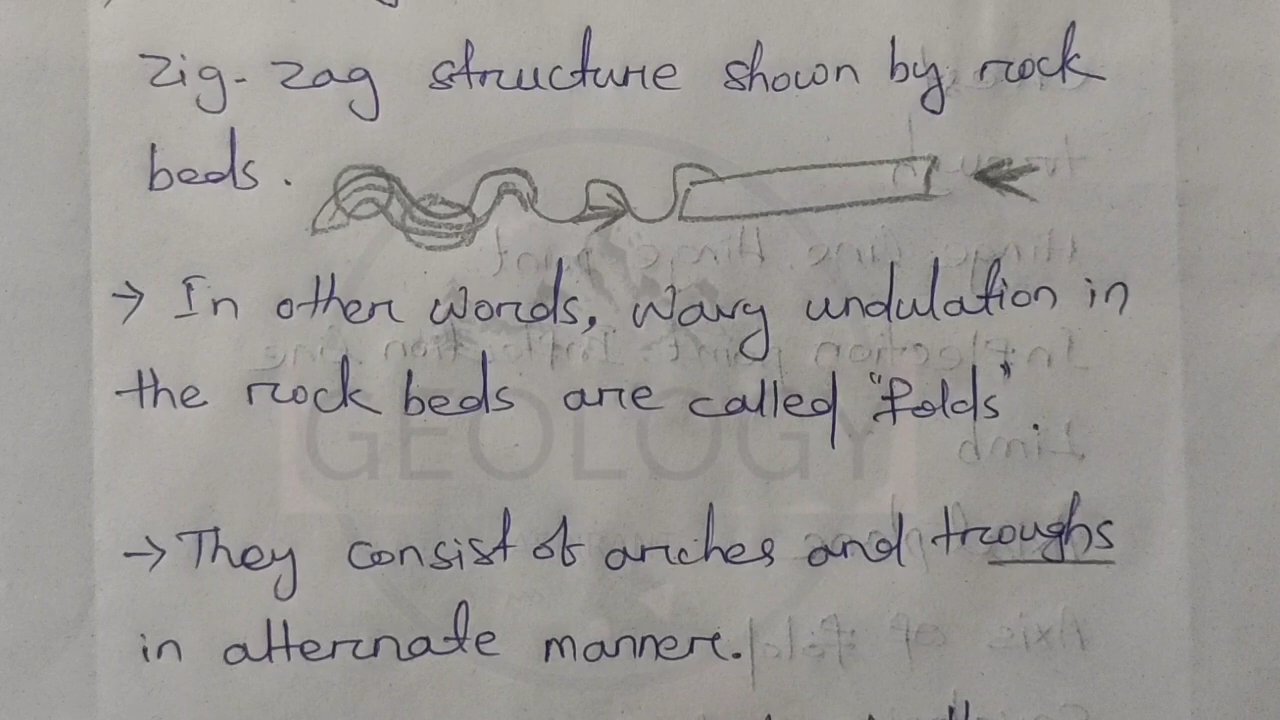 zig-zag structure shown by rock
beds.
→ In other words, wavy undulation in
the rock beds are called "folds"
GEOLOGY
→ They consist of arches and troughs
in alternate manner.